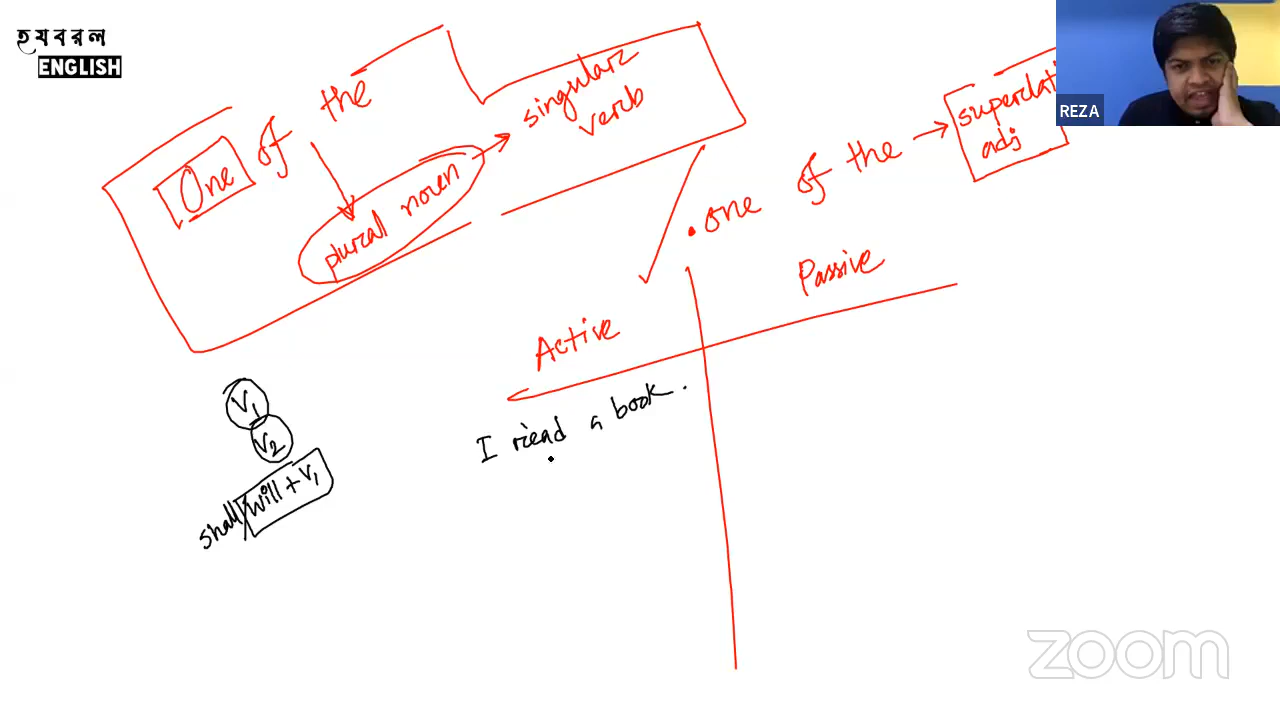 হযবরল
ENGLISH
One of the
plural noun
singular
verb
one of the
superlati
adj
REZA
Active
Passive
I read a book.
V1
V2
shall/will + V1
zoom